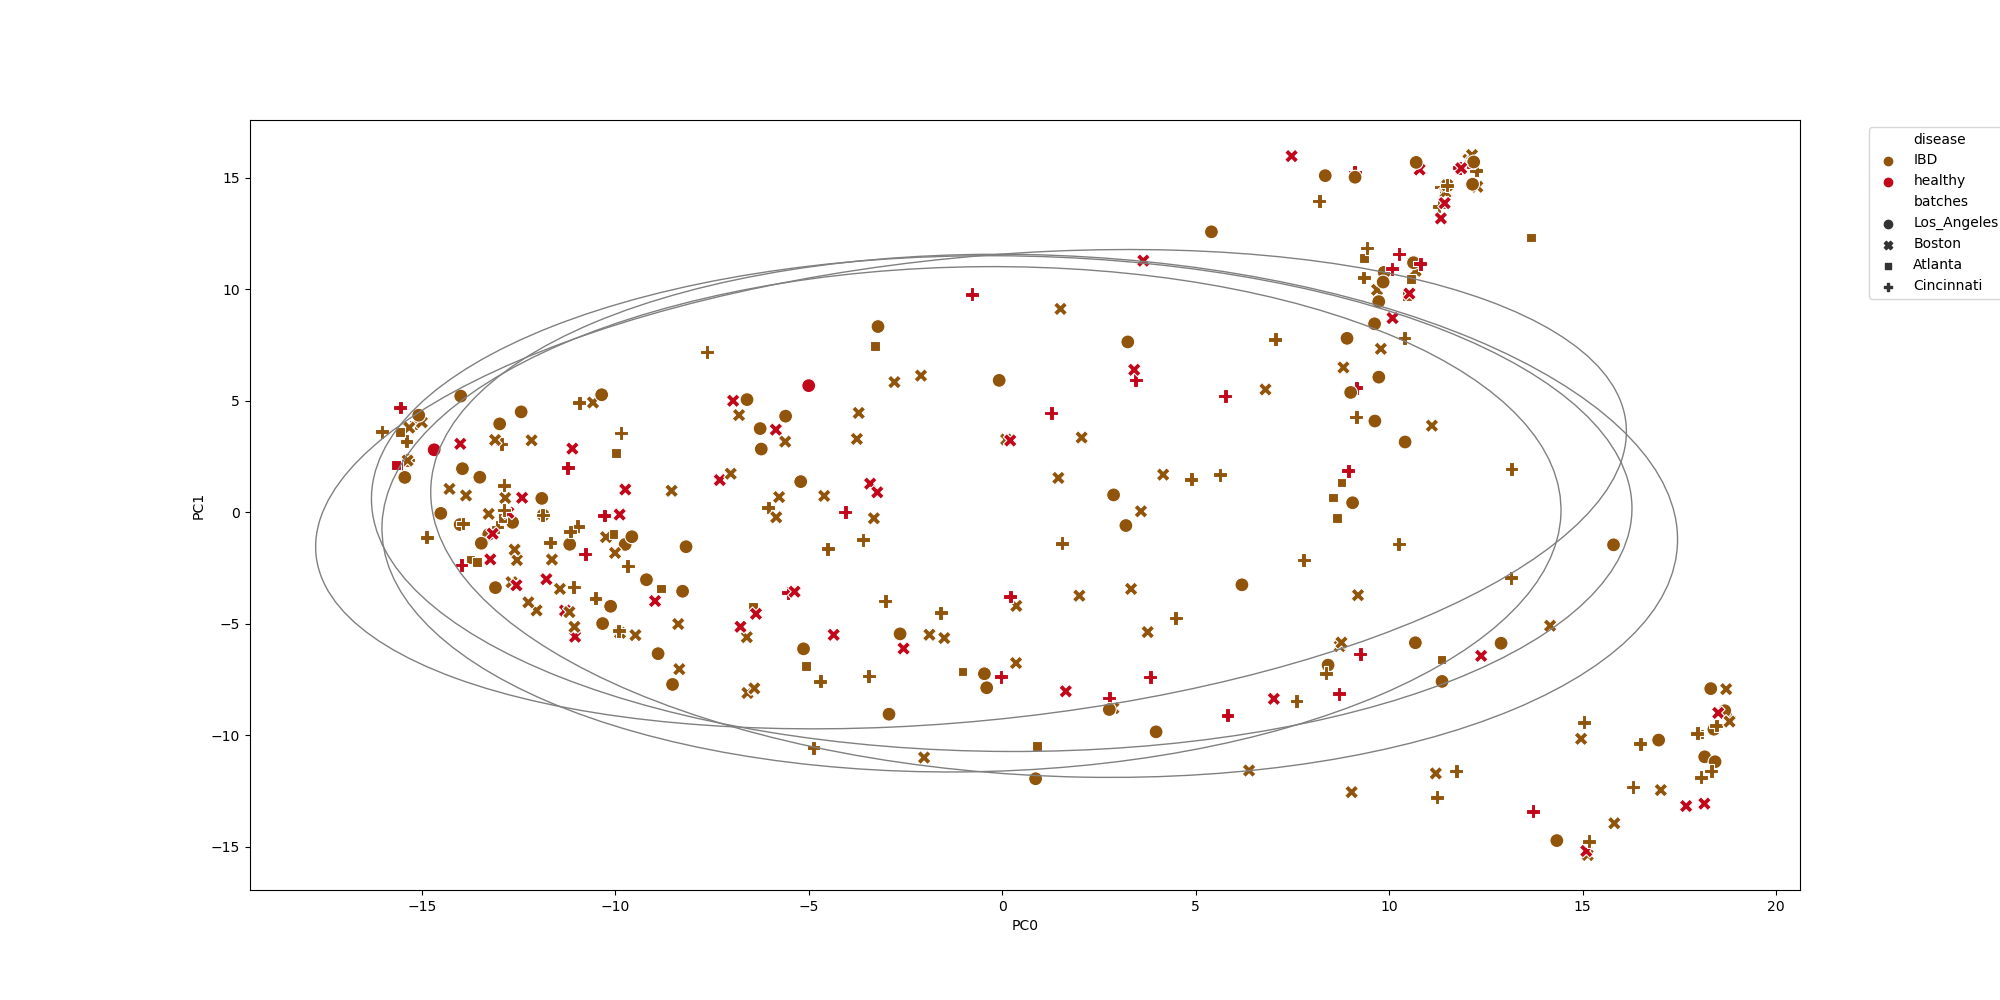 disease
IBD
healthy
batches
Los_Angeles
Boston
Atlanta
Cincinnati
15
10
5
0
−5
−10
−15
PC1
−15
−10
−5
0
5
10
15
20
PC0